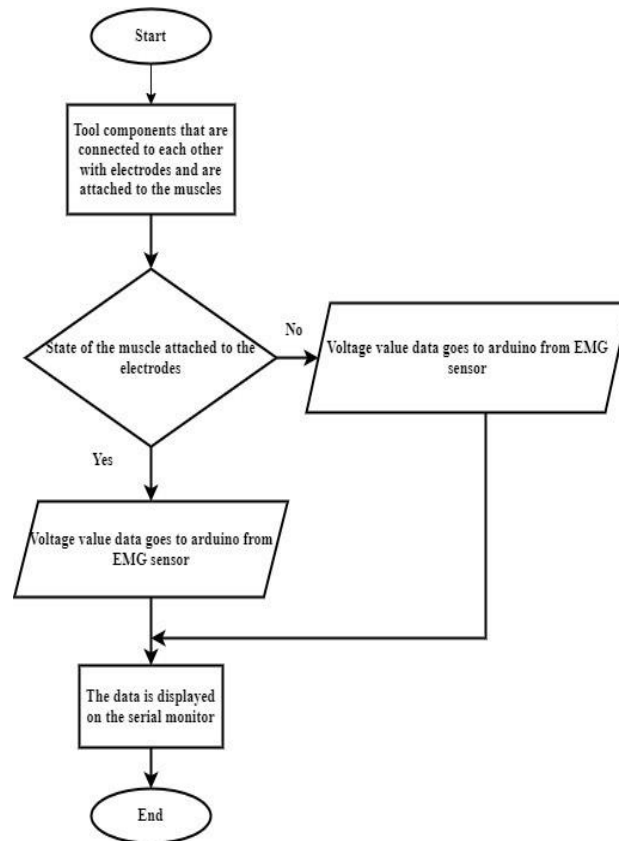 Start
Tool components that are
connected to each other
with electrodes and are
attached to the muscles
State of the muscle attached to the
electrodes
No
Voltage value data goes to arduino from EMG
sensor
Yes
Voltage value data goes to arduino from
EMG sensor
The data is displayed
on the serial monitor
End